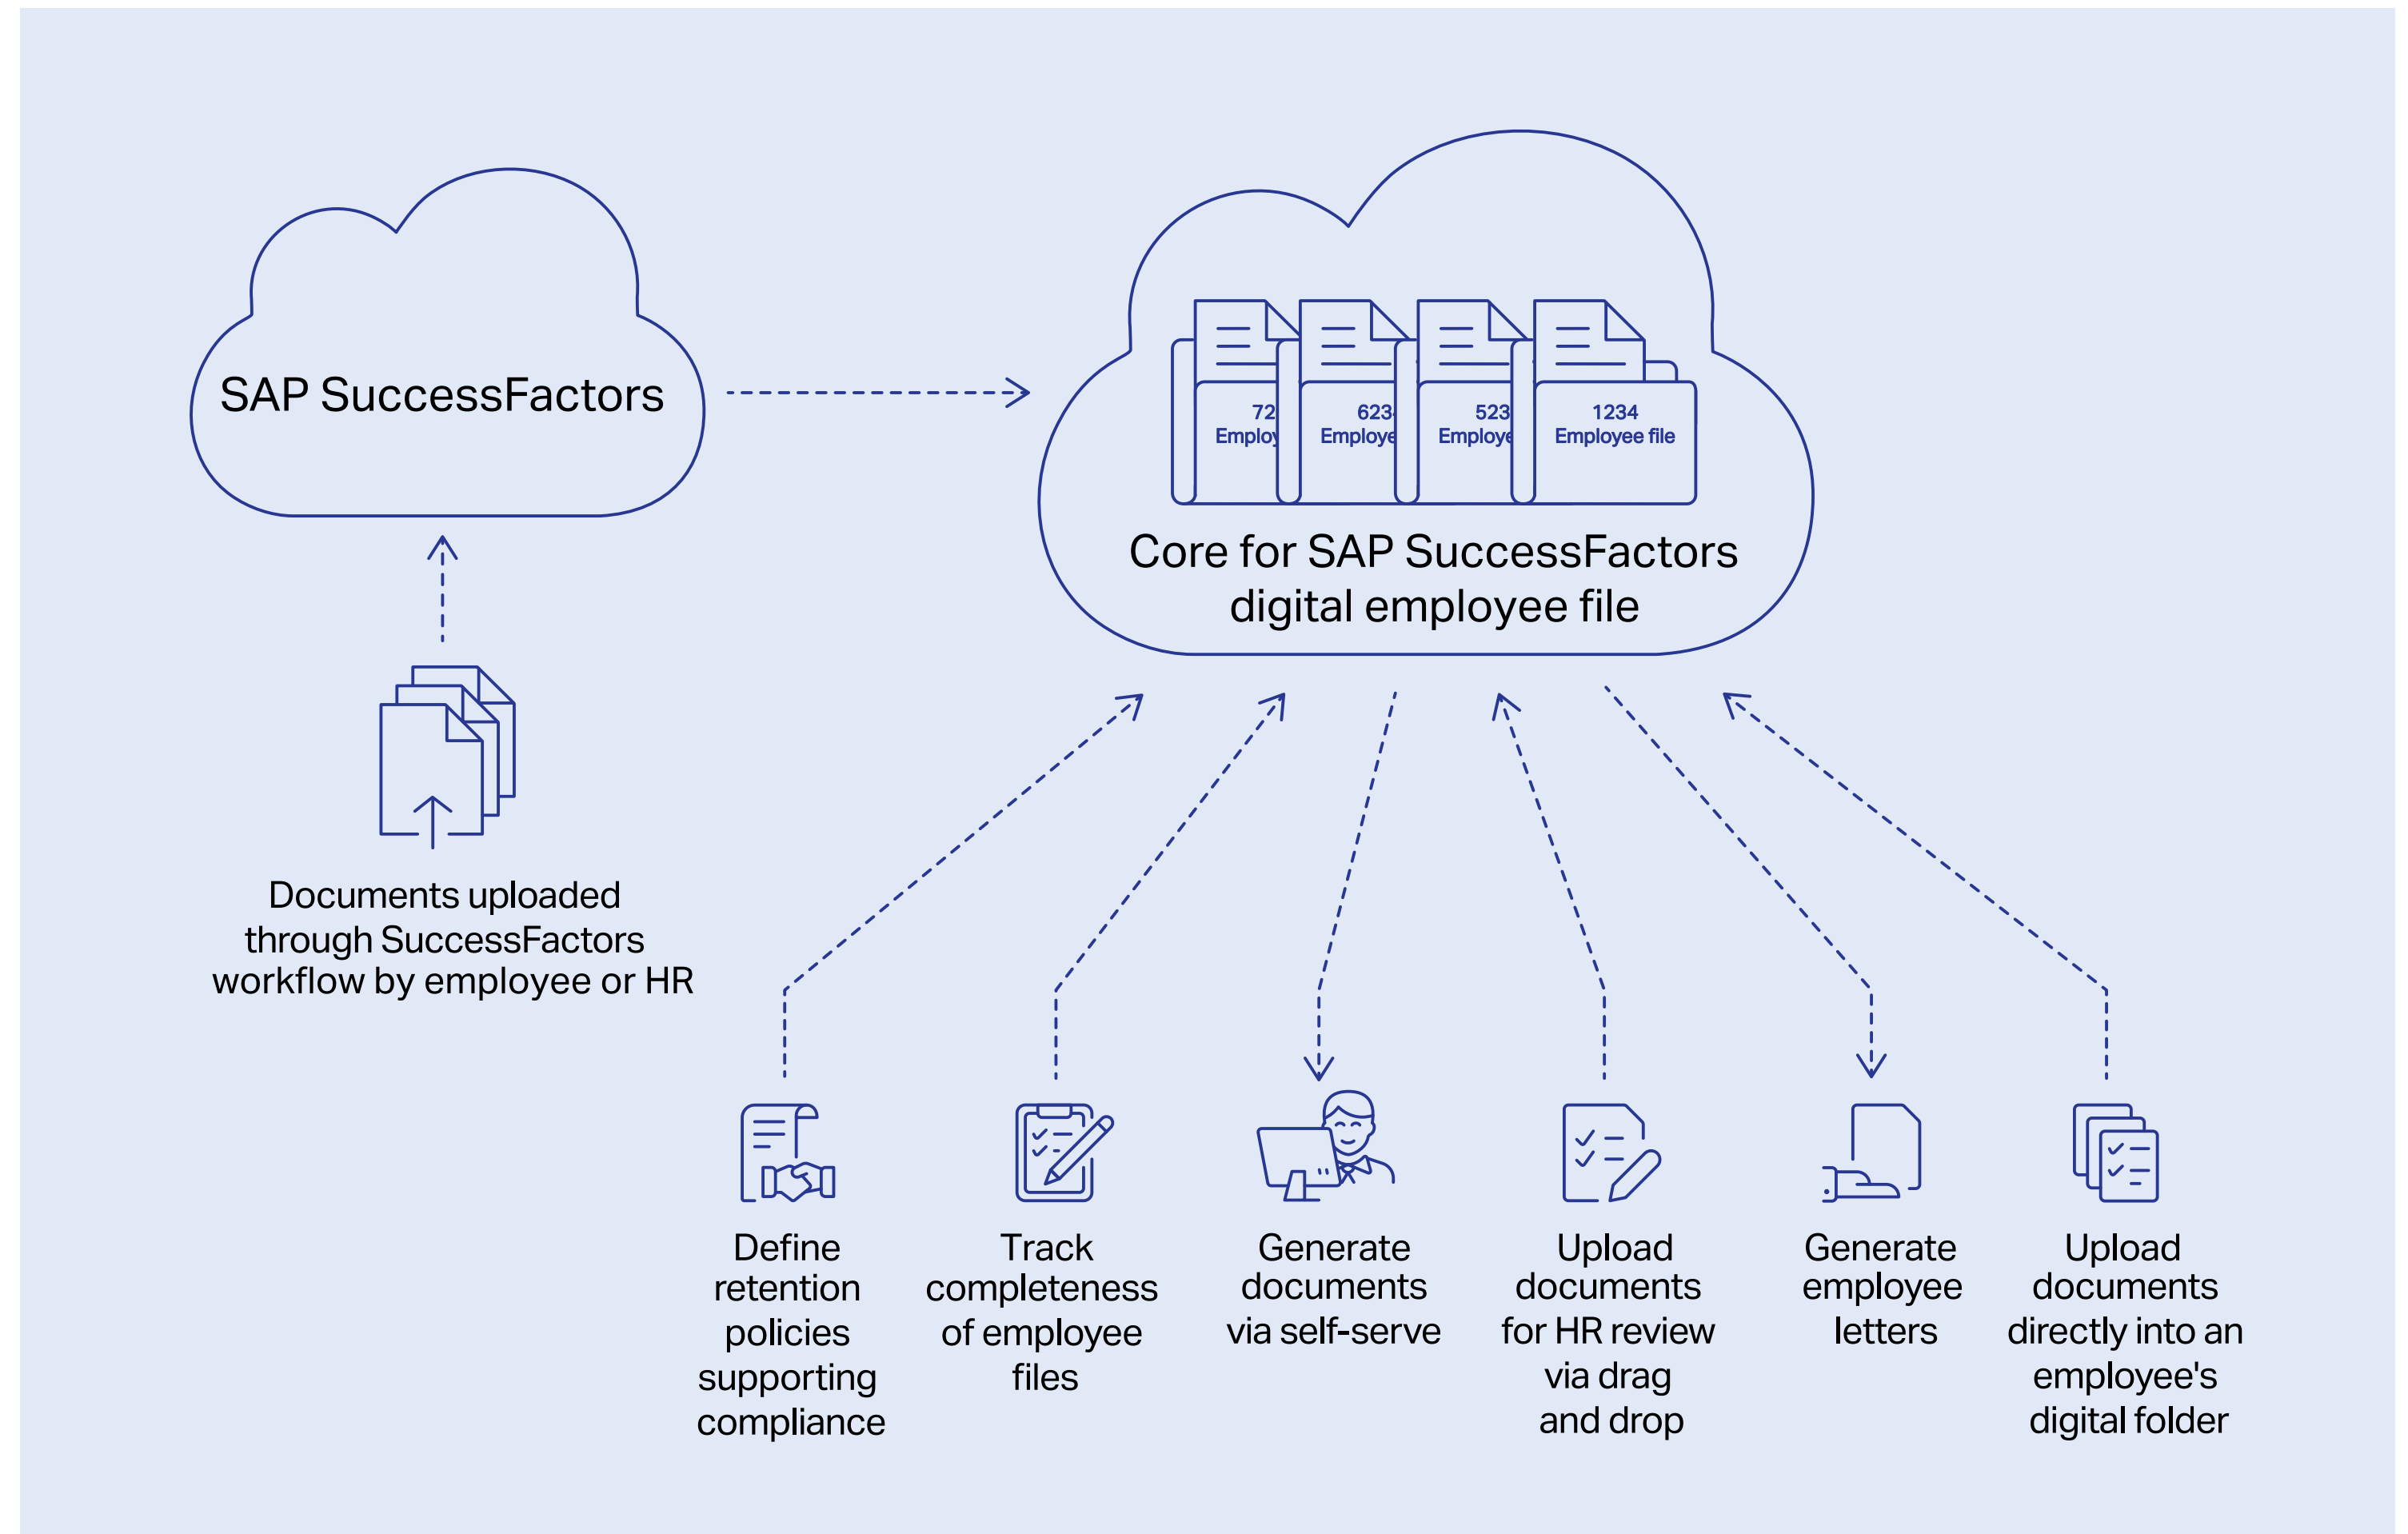 SAP SuccessFactors
72
Employ
623
Employe
523
Employe
1234
Employee file
Core for SAP SuccessFactors
digital employee file
Documents uploaded
through SuccessFactors
workflow by employee or HR
Define
retention
policies
supporting
compliance
Track
completeness
of employee
files
Generate
documents
via self-serve
Upload
documents
for HR review
via drag
and drop
Generate
employee
letters
Upload
documents
directly into an
employee's
digital folder